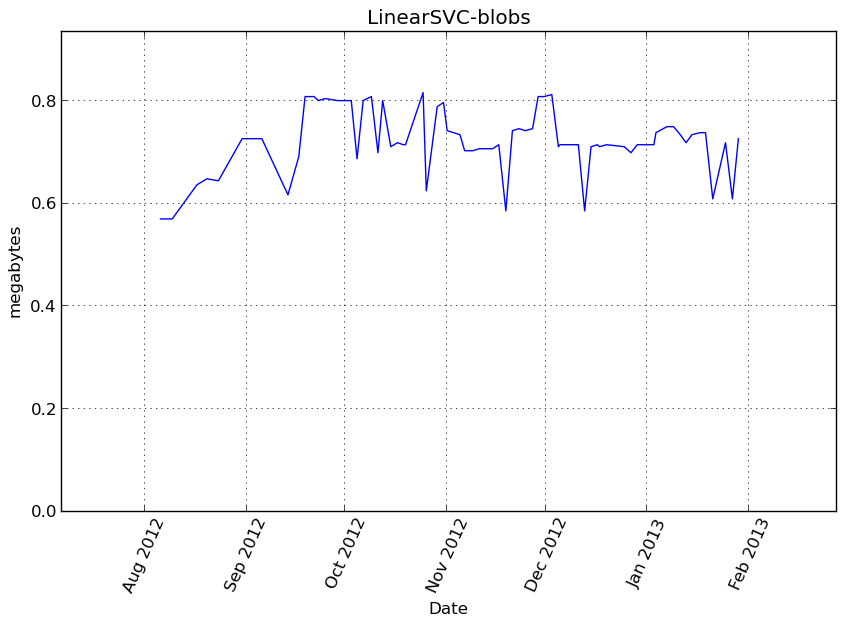 LinearSVC-blobs
megabytes
0.8
0.6
0.4
0.2
0.0
Aug 2012
Sep 2012
Oct 2012
Nov 2012
Dec 2012
Jan 2013
Feb 2013
Date